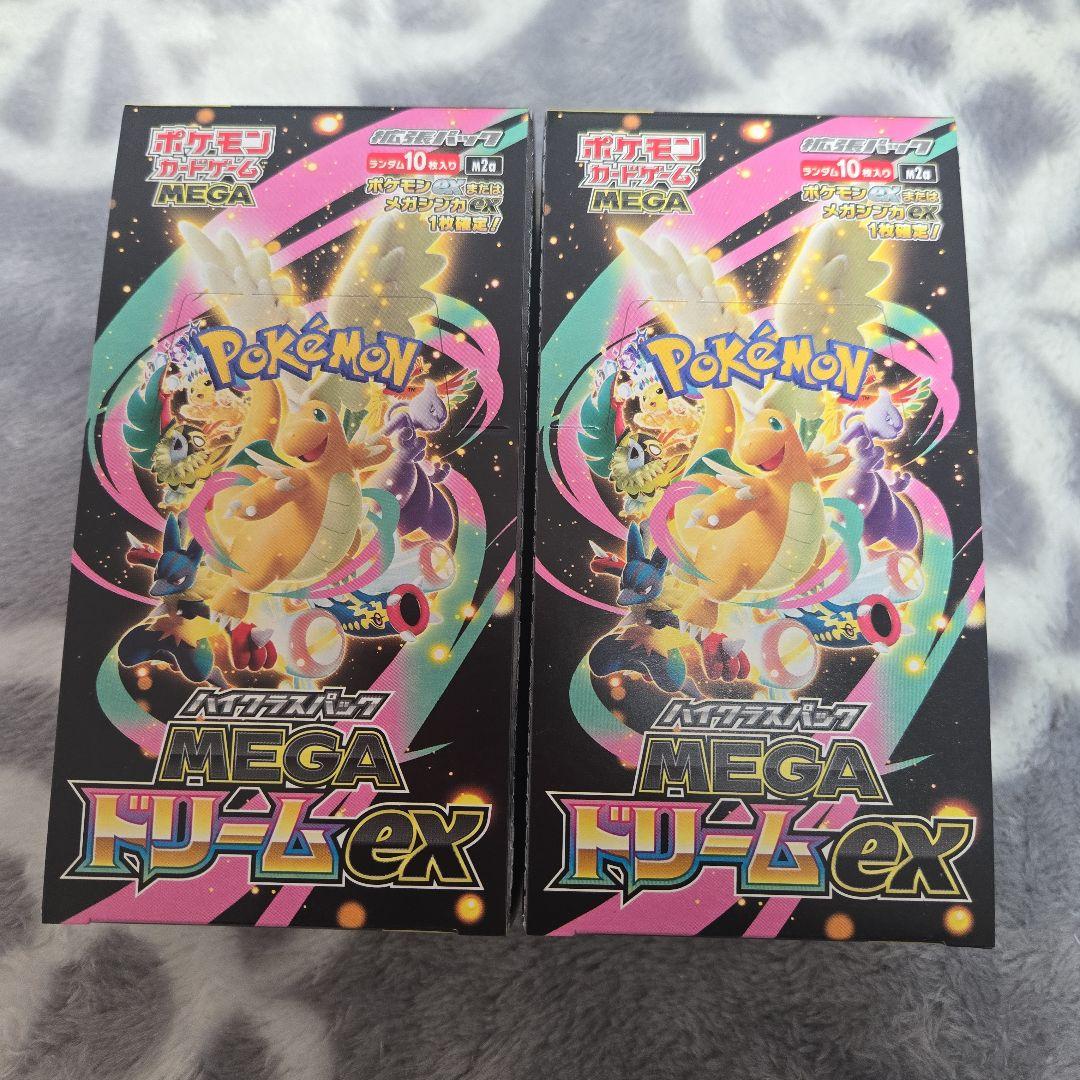 ポケモン
カードゲーム
MEGA
拡張パック
ランダム10枚入り M2a
ポケモンexまたは
メガシンカex
1枚確定!
POKéMON
TM
ハイクラスパック
MEGA
ドリームex
ポケモン
カードゲーム
MEGA
拡張パック
ランダム10枚入り M2a
ポケモンexまたは
メガシンカex
1枚確定!
POKéMON
TM
ハイクラスパック
MEGA
ドリームex